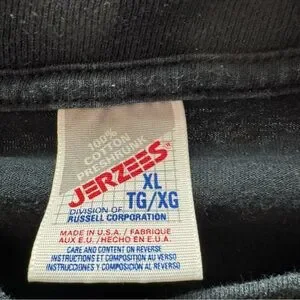 100%
COTTON
PRESHRUNK
JERZEES
XL
TG/XG
DIVISION OF
RUSSELL CORPORATION
MADE IN U.S.A. / FABRIQUE
AUX E.U. / HECHO EN E.U.A.
CARE AND CONTENT ON REVERSE
INSTRUCTIONS ET COMPOSITION AU VERSO
INSTRUCCIONES Y COMPOSICIÓN AL REVERSO